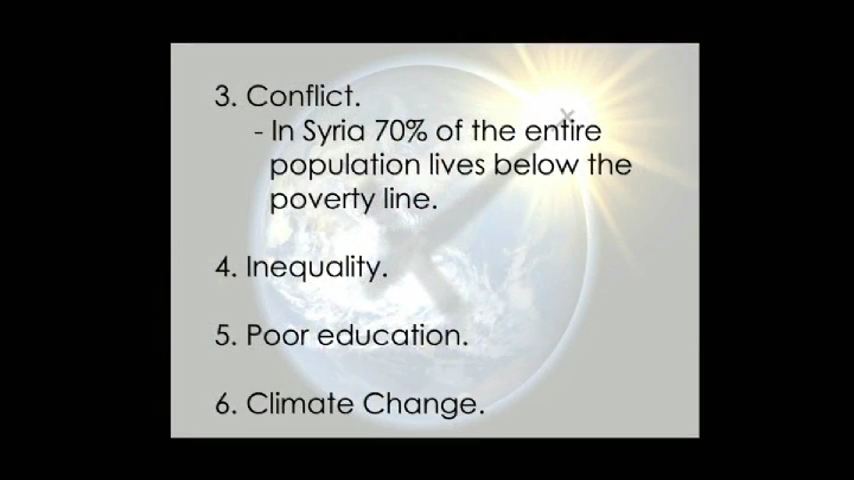 3. Conflict.
- In Syria 70% of the entire
population lives below the
poverty line.
4. Inequality.
5. Poor education.
6. Climate Change.